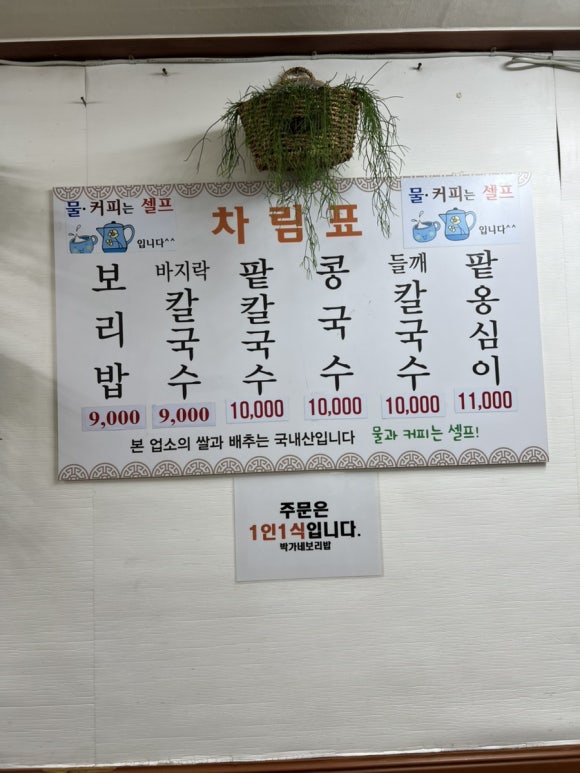 물·커피는 셀프
입니다^^
차림표
물·커피는 셀프
입니다^^
보리밥
9,000
바지락 칼국수
9,000
팥칼국수
10,000
콩국수
10,000
들깨 칼국수
10,000
팥옹심이
11,000
본 업소의 쌀과 배추는 국내산입니다
물과 커피는 셀프!
주문은
1인1식입니다.
박가네보리밥